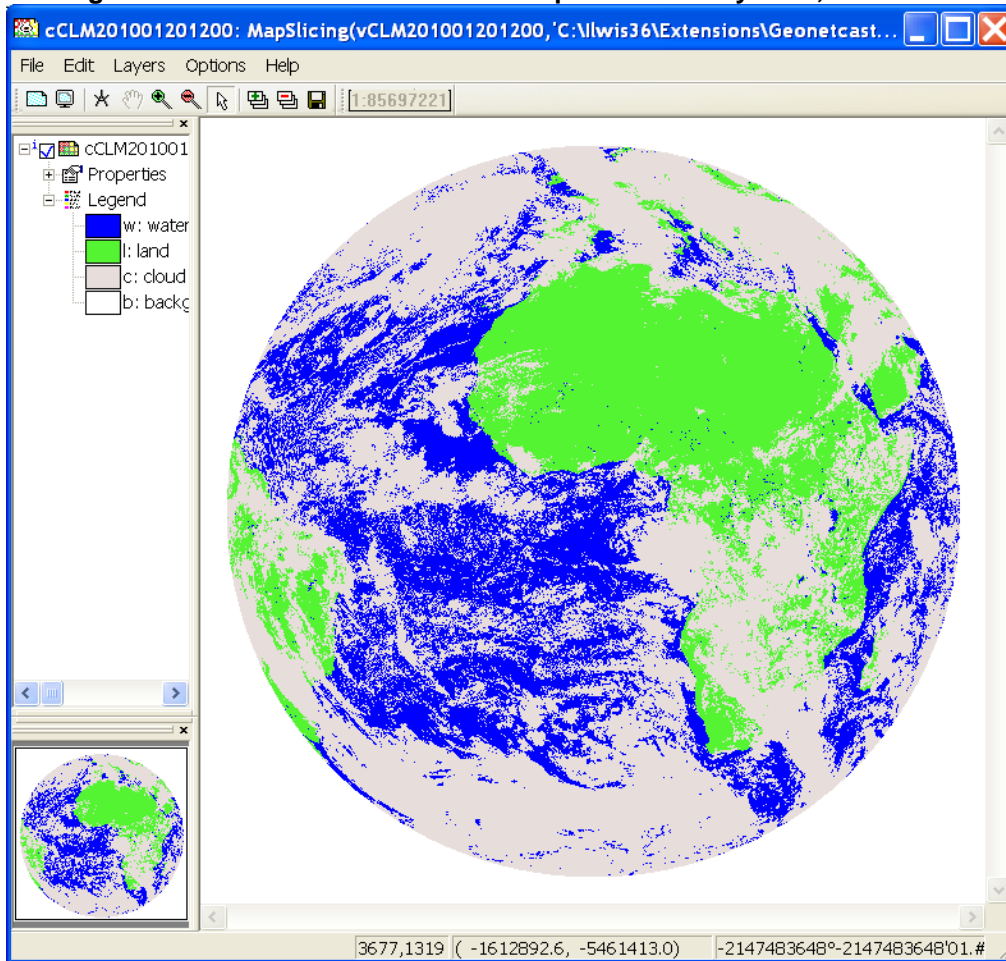 cCLM201001201200: MapSlicing(vCLM201001201200,'C:\Ilwis36\Extensions\Geonetcast...
File Edit Layers Options Help
[1:85697221]
cCLM201001
Properties
Legend
w: water
l: land
c: cloud
b: backg
3677,1319 ( -1612892.6, -5461413.0) -2147483648°-2147483648'01.#